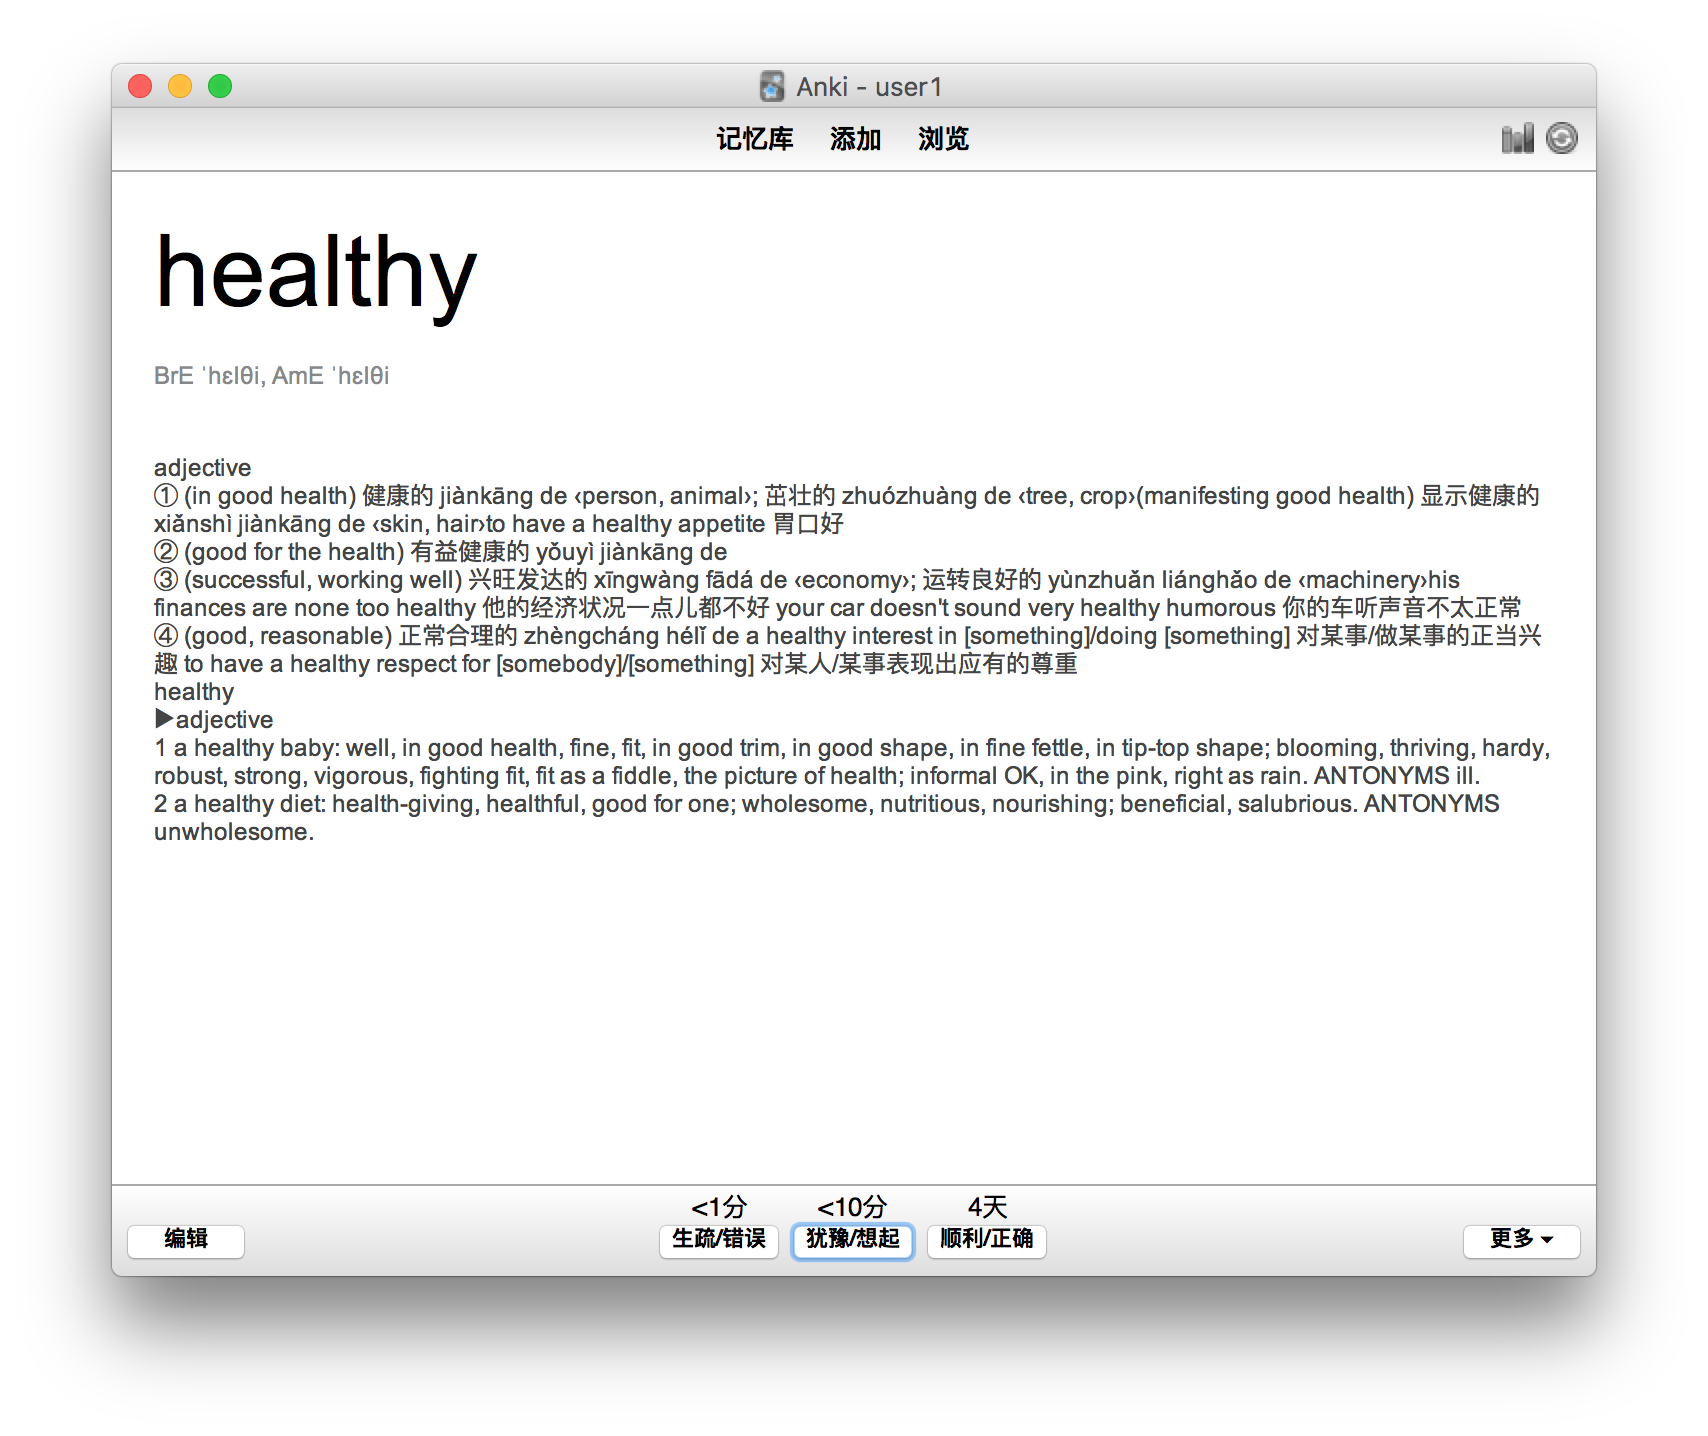 Anki - user1
记忆库 添加 浏览
healthy
BrE ˈhɛlθi, AmE ˈhɛlθi
adjective
① (in good health) 健康的 jiànkāng de ‹person, animal›; 茁壮的 zhuózhuàng de ‹tree, crop›(manifesting good health) 显示健康的
xiǎnshì jiànkāng de ‹skin, hair›to have a healthy appetite 胃口好
② (good for the health) 有益健康的 yǒuyì jiànkāng de
③ (successful, working well) 兴旺发达的 xīngwàng fādá de ‹economy›; 运转良好的 yùnzhuǎn liánghǎo de ‹machinery›his
finances are none too healthy 他的经济状况一点儿都不好 your car doesn't sound very healthy humorous 你的车听声音不太正常
④ (good, reasonable) 正常合理的 zhèngcháng hélǐ de a healthy interest in [something]/doing [something] 对某事/做某事的正当兴
趣 to have a healthy respect for [somebody]/[something] 对某人/某事表现出应有的尊重
healthy
▶adjective
1 a healthy baby: well, in good health, fine, fit, in good trim, in good shape, in fine fettle, in tip-top shape; blooming, thriving, hardy,
robust, strong, vigorous, fighting fit, fit as a fiddle, the picture of health; informal OK, in the pink, right as rain. ANTONYMS ill.
2 a healthy diet: health-giving, healthful, good for one; wholesome, nutritious, nourishing; beneficial, salubrious. ANTONYMS
unwholesome.
<1分 <10分 4天
编辑 生疏/错误 犹豫/想起 顺利/正确 更多